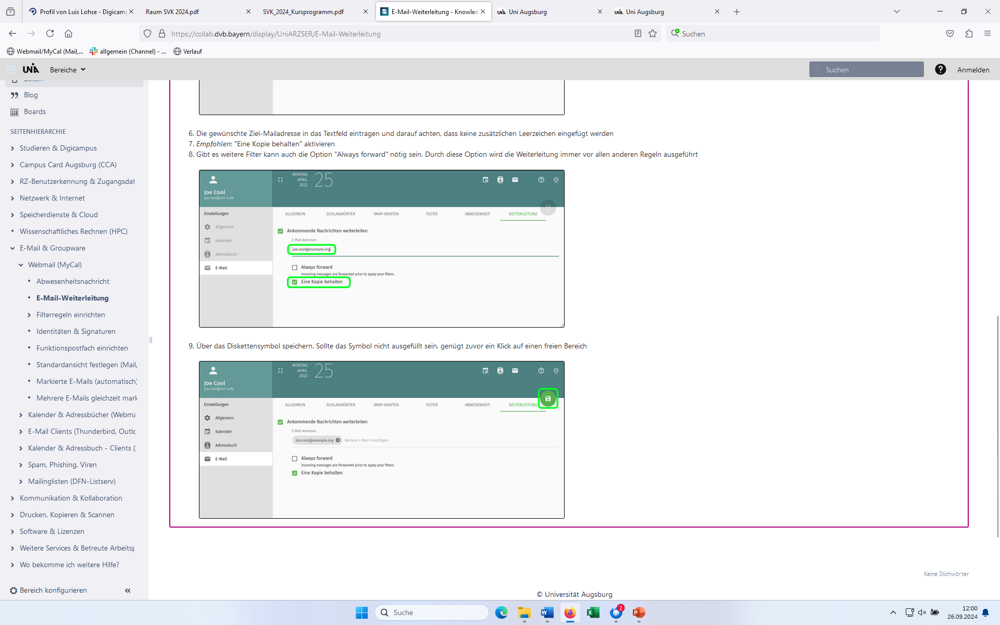 Profil von Luis Lohse - Digicamp
Raum SVK 2024.pdf
SVK_2024_Kursprogramm.pdf
E-Mail-Weiterleitung - Knowled
Uni Augsburg
Uni Augsburg
https://collab.dvb.bayern/display/UniARZSER/E-Mail-Weiterleitung
Suchen
Webmail/MyCal (Mail,...
allgemein (Channel) - ...
Verlauf
UNIA
Bereiche
Suchen
Anmelden
Seiten
Blog
Boards
SEITENHIERARCHIE
Studieren & Digicampus
Campus Card Augsburg (CCA)
RZ-Benutzerkennung & Zugangsdat
Netzwerk & Internet
Speicherdienste & Cloud
Wissenschaftliches Rechnen (HPC)
E-Mail & Groupware
Webmail (MyCal)
Abwesenheitsnachricht
E-Mail-Weiterleitung
Filterregeln einrichten
Identitäten & Signaturen
Funktionspostfach einrichten
Standardansicht festlegen (Mail,
Markierte E-Mails (automatisch)
Mehrere E-Mails gleichzeit mark
Kalender & Adressbücher (Webma
E-Mail Clients (Thunderbird, Outlo
Kalender & Adressbuch - Clients (
Spam, Phishing, Viren
Mailinglisten (DFN-Listserv)
Kommunikation & Kollaboration
Drucken, Kopieren & Scannen
Software & Lizenzen
Weitere Services & Betreute Arbeitsp
Wo bekomme ich weitere Hilfe?
Bereich konfigurieren
6. Die gewünschte Ziel-Mailadresse in das Textfeld eintragen und darauf achten, dass keine zusätzlichen Leerzeichen eingefügt werden
7. Empfohlen: "Eine Kopie behalten" aktivieren
8. Gibt es weitere Filter kann auch die Option "Always forward" nötig sein. Durch diese Option wird die Weiterleitung immer vor allen anderen Regeln ausgeführt
Joe Cool
joe.cool@uni-a.de
MONTAG
APRIL
2022
25
Einstellungen
Allgemein
Kalender
Adressbuch
E-Mail
ALLGEMEIN
SCHLAGWÖRTER
IMAP-KONTEN
FILTER
ABWESENHEIT
WEITERLEITUNG
Ankommende Nachrichten weiterleiten
E-Mail Adressen
joe.cool@example.org
Always forward
Incoming messages are forwarded prior to apply your filters.
Eine Kopie behalten
9. Über das Diskettensymbol speichern. Sollte das Symbol nicht ausgefüllt sein, genügt zuvor ein Klick auf einen freien Bereich
Joe Cool
joe.cool@uni-a.de
MONTAG
APRIL
2022
25
Einstellungen
Allgemein
Kalender
Adressbuch
E-Mail
ALLGEMEIN
SCHLAGWÖRTER
IMAP-KONTEN
FILTER
ABWESENHEIT
WEITERLEITUNG
Ankommende Nachrichten weiterleiten
E-Mail Adressen
joe.cool@example.org
Weitere E-Mail hinzufügen
Always forward
Incoming messages are forwarded prior to apply your filters.
Eine Kopie behalten
Keine Stichwörter
© Universität Augsburg
Suche
2
12:00
26.09.2024